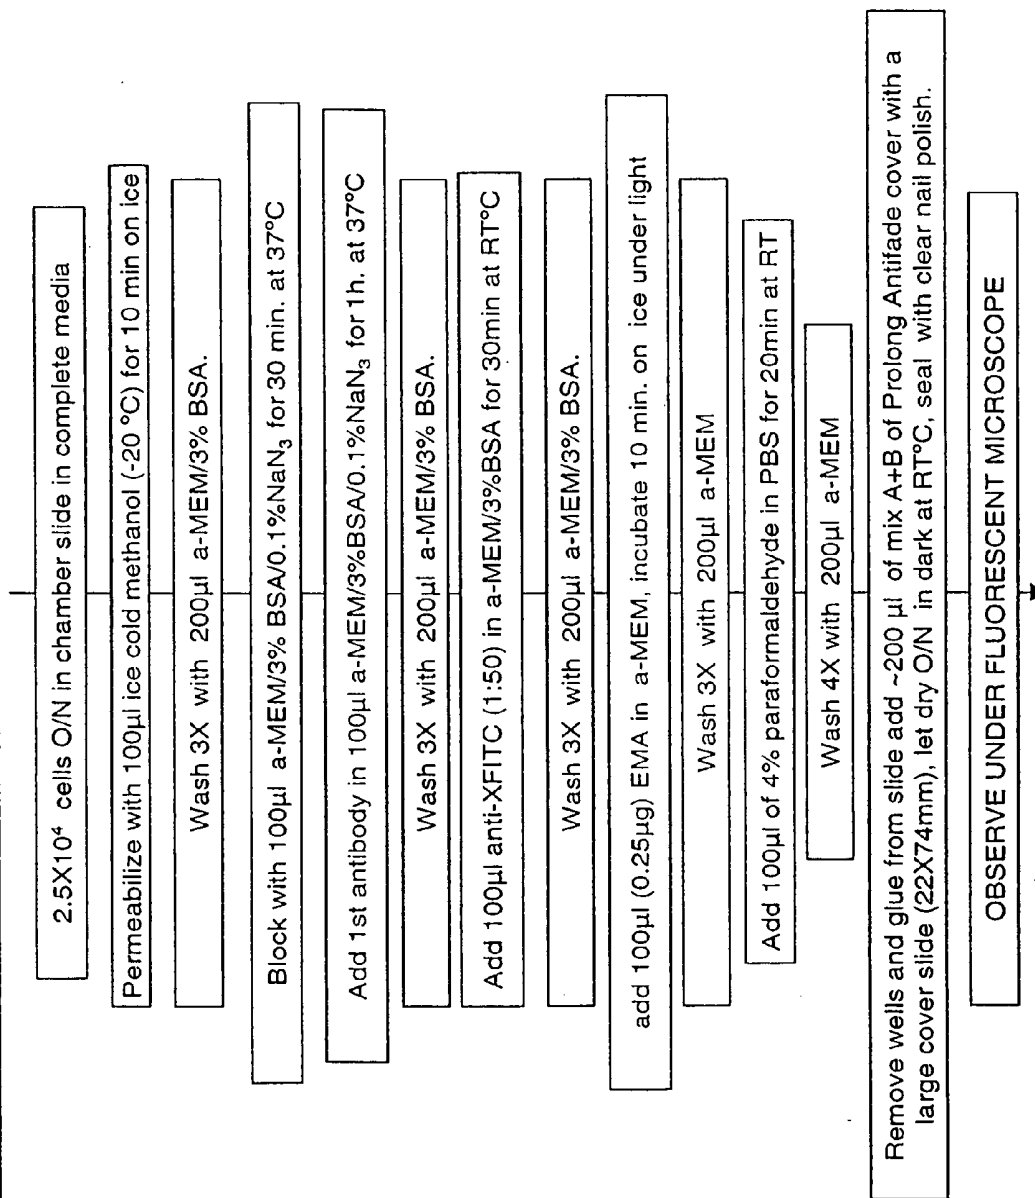 2.5X10⁴ cells O/N in chamber slide in complete media
Permeabilize with 100µl ice cold methanol (-20 ºC) for 10 min on ice
Wash 3X with 200µl a-MEM/3% BSA.
Block with 100µl a-MEM/3% BSA/0.1%NaN₃ for 30 min. at 37ºC
Add 1st antibody in 100µl a-MEM/3%BSA/0.1%NaN₃ for 1h. at 37ºC
Wash 3X with 200µl a-MEM/3% BSA.
Add 100µl anti-XFITC (1:50) in a-MEM/3%BSA for 30min at RTºC
Wash 3X with 200µl a-MEM/3% BSA.
add 100µl (0.25µg) EMA in a-MEM, incubate 10 min. on ice under light
Wash 3X with 200µl a-MEM
Add 100µl of 4% paraformaldehyde in PBS for 20min at RT
Wash 4X with 200µl a-MEM
Remove wells and glue from slide add ~200 µl of mix A+B of Prolong Antifade cover with a
large cover slide (22X74mm), let dry O/N in dark at RTºC, seal with clear nail polish.
OBSERVE UNDER FLUORESCENT MICROSCOPE